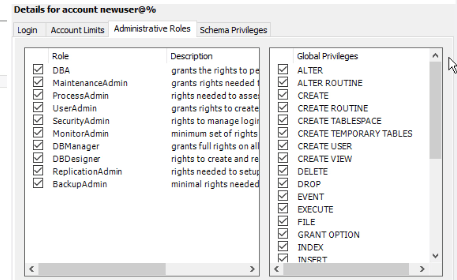 Details for account newuser@%
Login Account Limits Administrative Roles Schema Privileges
Role Description
DBA grants the rights to pe
MaintenanceAdmin grants rights needed
ProcessAdmin rights needed to asses
UserAdmin grants rights to create
SecurityAdmin rights to manage login
MonitorAdmin minimum set of rights
DBManager grants full rights on all
DBDesigner rights to create and re
ReplicationAdmin rights needed to setup
BackupAdmin minimal rights needed
Global Privileges
ALTER
ALTER ROUTINE
CREATE
CREATE ROUTINE
CREATE TABLESPACE
CREATE TEMPORARY TABLES
CREATE USER
CREATE VIEW
DELETE
DROP
EVENT
EXECUTE
FILE
GRANT OPTION
INDEX
INSERT